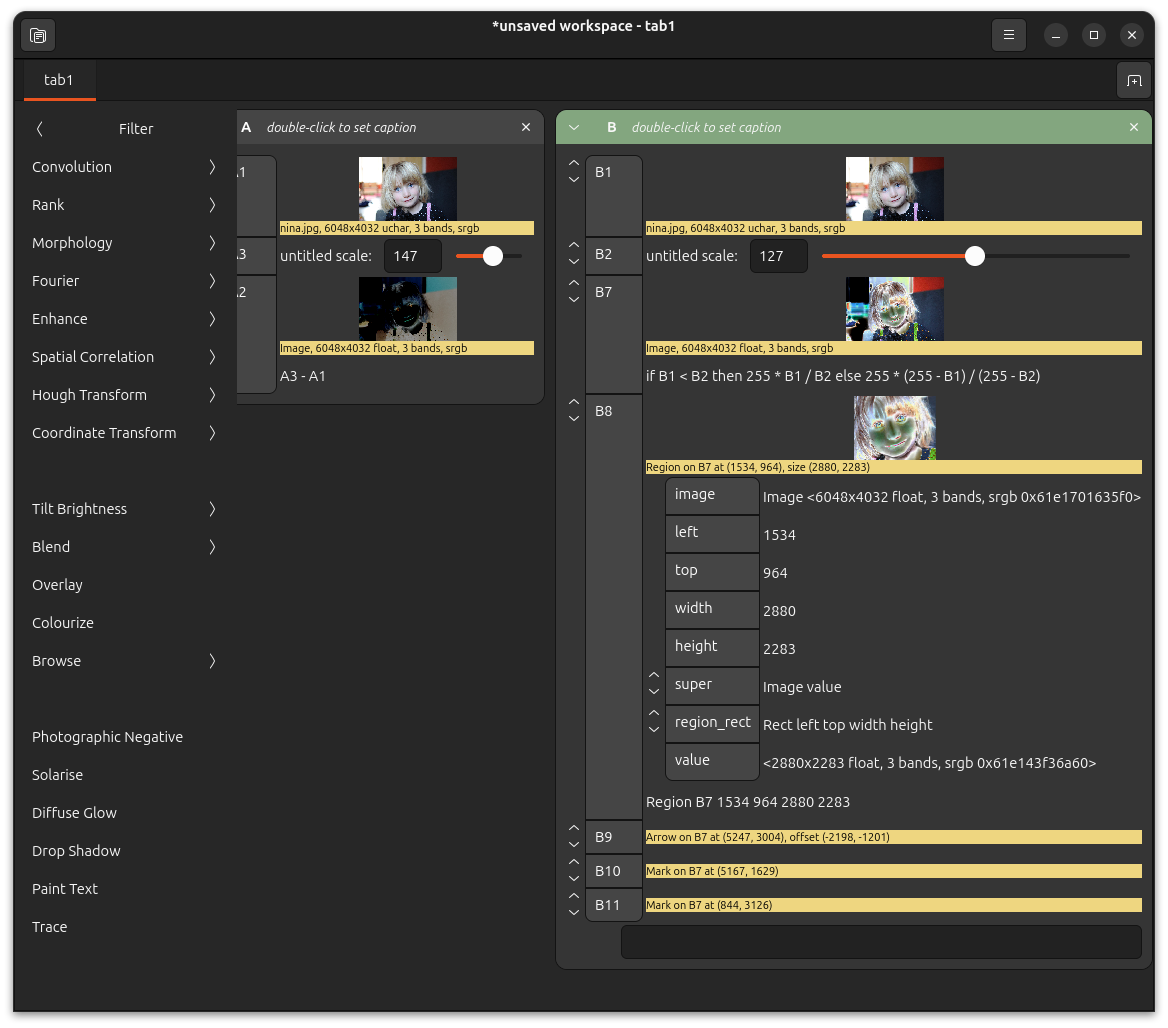 *unsaved workspace - tab1
tab1
Filter
Convolution
Rank
Morphology
Fourier
Enhance
Spatial Correlation
Hough Transform
Coordinate Transform
Tilt Brightness
Blend
Overlay
Colourize
Browse
Photographic Negative
Solarise
Diffuse Glow
Drop Shadow
Paint Text
Trace
A double-click to set caption
A1
nina.jpg, 6048x4032 uchar, 3 bands, srgb
A3 untitled scale: 147
A2
Image, 6048x4032 float, 3 bands, srgb
A3 - A1
B double-click to set caption
B1
nina.jpg, 6048x4032 uchar, 3 bands, srgb
B2 untitled scale: 127
B7
Image, 6048x4032 float, 3 bands, srgb
if B1 < B2 then 255 * B1 / B2 else 255 * (255 - B1) / (255 - B2)
B8
Region on B7 at (1534, 964), size (2880, 2283)
image Image <6048x4032 float, 3 bands, srgb 0x61e1701635f0>
left 1534
top 964
width 2880
height 2283
super Image value
region_rect Rect left top width height
value <2880x2283 float, 3 bands, srgb 0x61e143f36a60>
Region B7 1534 964 2880 2283
B9 Arrow on B7 at (5247, 3004), offset (-2198, -1201)
B10 Mark on B7 at (5167, 1629)
B11 Mark on B7 at (844, 3126)